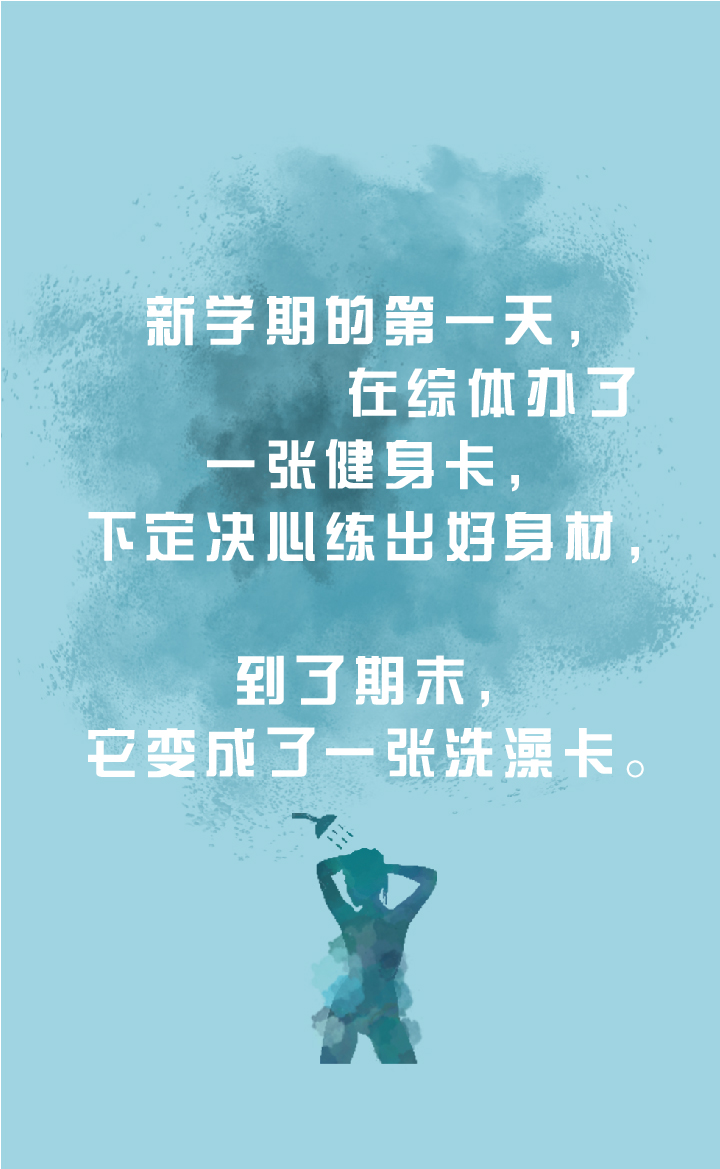 新学期的第一天，
在综体办了
一张健身卡，
下定决心练出好身材，
到了期末，
它变成了一张洗澡卡。